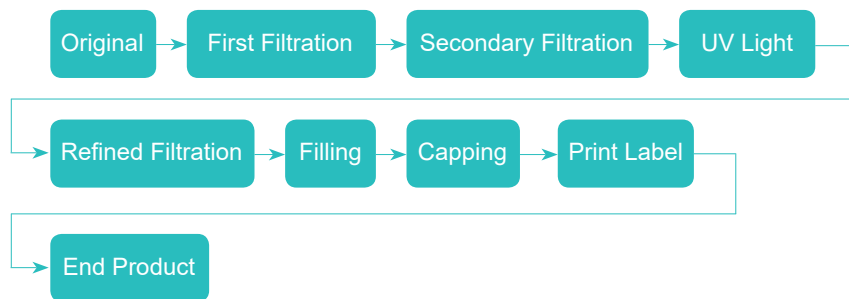 Original
First Filtration
Secondary Filtration
UV Light
Refined Filtration
Filling
Capping
Print Label
End Product